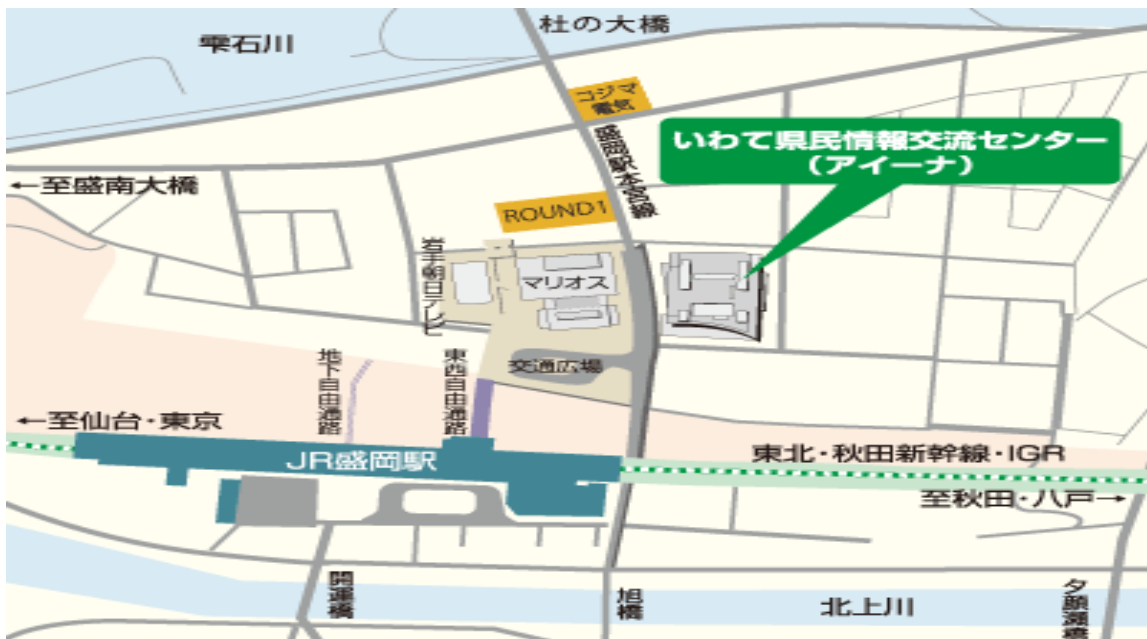 雫石川
杜の大橋
コジマ
電気
盛岡駅本宮線
いわて県民情報交流センター
(アイーナ)
←至盛南大橋
ROUND1
岩手朝日テレビ
マリオス
交通広場
地下自由通路
東西自由通路
←至仙台・東京
JR盛岡駅
東北・秋田新幹線・IGR
至秋田・八戸→
開運橋
旭橋
北上川
夕顔瀬橋